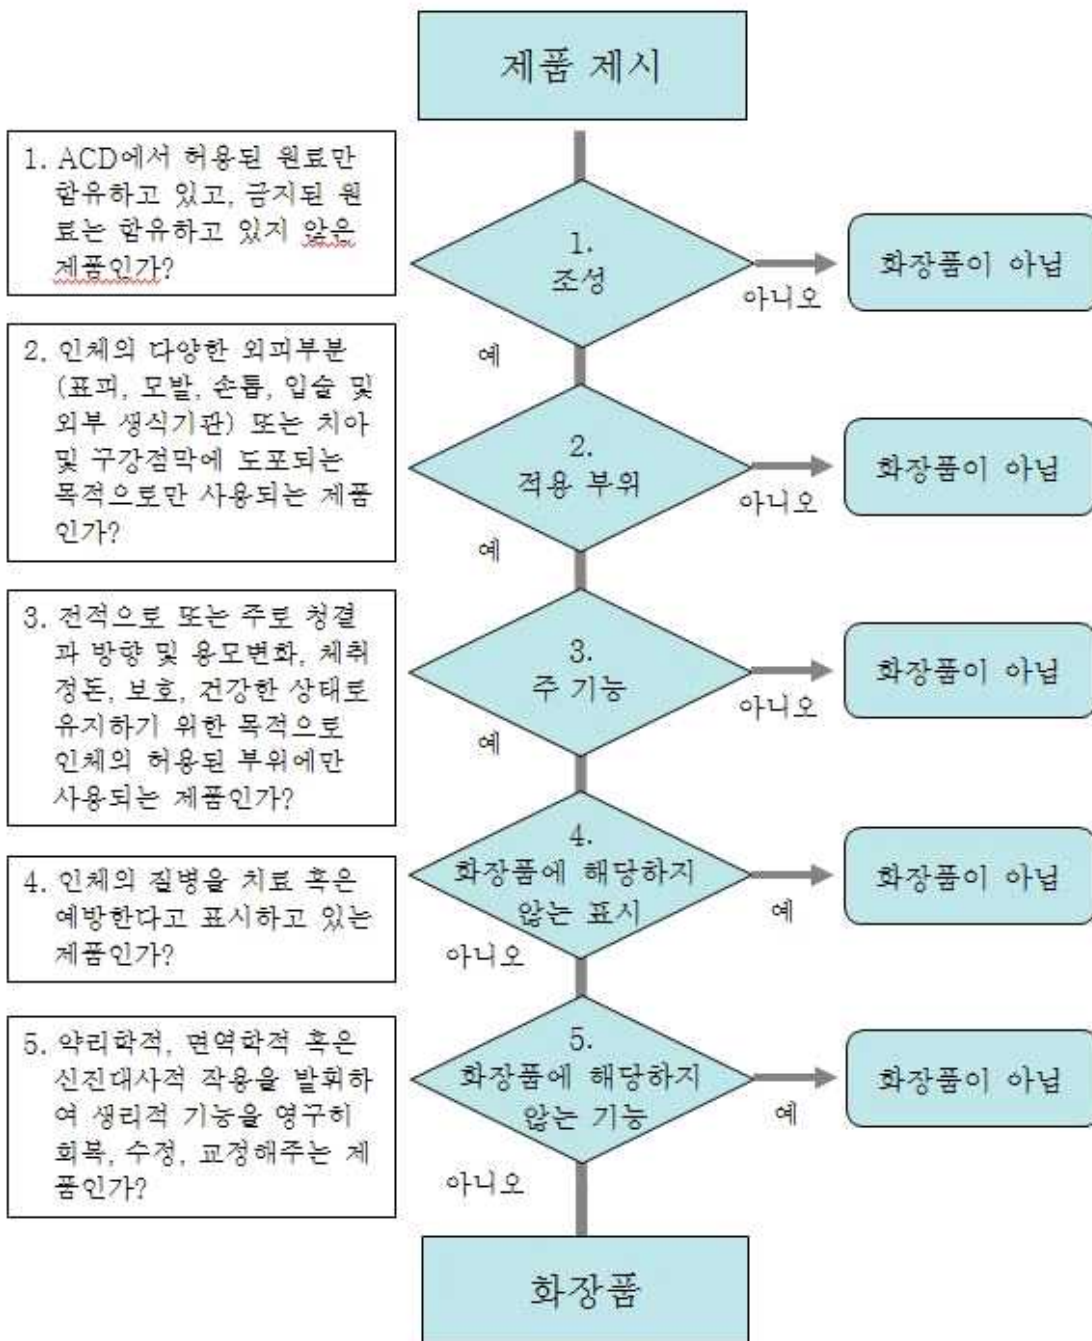 제품 제시
1. ACD에서 허용된 원료만
함유하고 있고, 금지된 원
료는 함유하고 있지 않은
제품인가?
1.
조성
아니오
화장품이 아님
예
2. 인체의 다양한 외피부분
(표피, 모발, 손톱, 입술 및
외부 생식기관) 또는 치아
및 구강점막에 도포되는
목적으로만 사용되는 제품
인가?
2.
적용 부위
아니오
화장품이 아님
예
3. 전적으로 또는 주로 청결
과 방향 및 용모변화, 체취
정돈, 보호, 건강한 상태로
유지하기 위한 목적으로
인체의 허용된 부위에만
사용되는 제품인가?
3.
주 기능
아니오
화장품이 아님
예
4. 인체의 질병을 치료 혹은
예방한다고 표시하고 있는
제품인가?
4.
화장품에 해당하지
않는 표시
예
화장품이 아님
아니오
5. 약리학적, 면역학적 혹은
신진대사적 작용을 발휘하
여 생리적 기능을 영구히
회복, 수정, 교정해주는 제
품인가?
5.
화장품에 해당하지
않는 기능
예
화장품이 아님
아니오
화장품